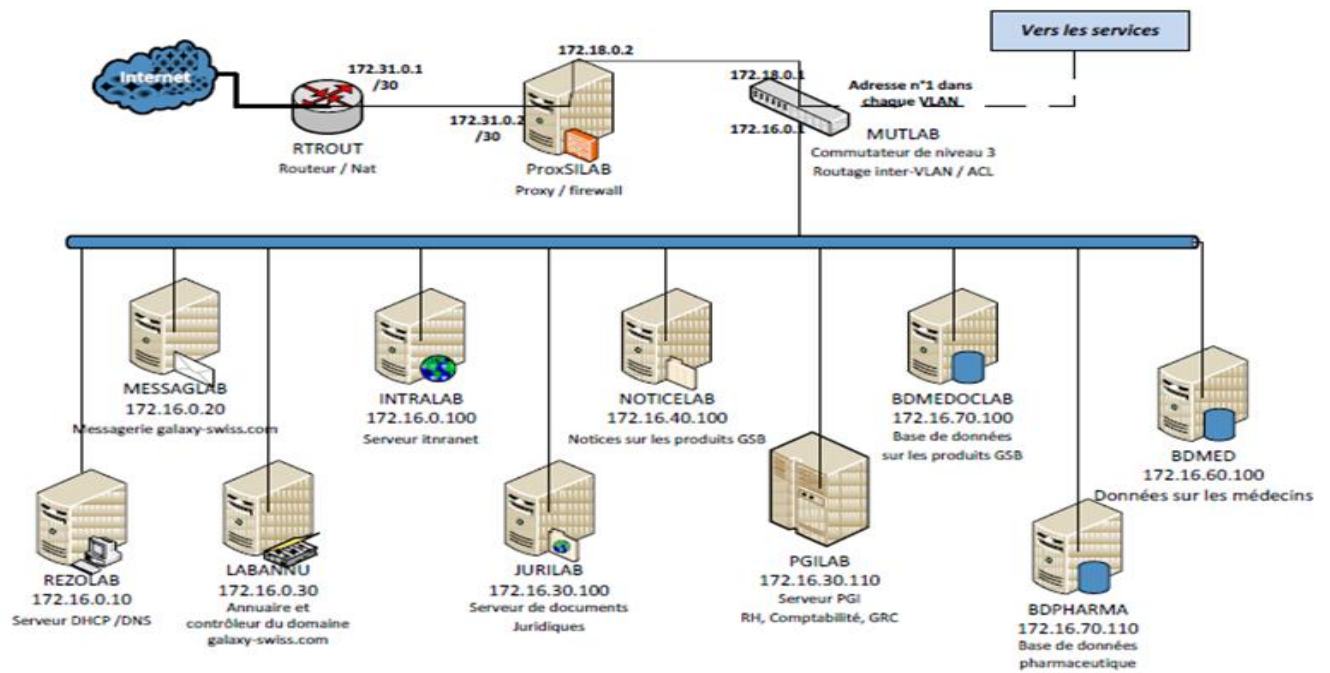 Vers les services
172.18.0.2
Internet
172.31.0.1
/30
172.18.0.1
Adresse n°1 dans
chaque VLAN
172.31.0.2
/30
172.16.0.1
MUTLAB
Commutateur de niveau 3
Routage inter-VLAN / ACL
RTROUT
Routeur / Nat
ProxSILAB
Proxy / firewall
MESSAGLAB
172.16.0.20
Messagerie galaxy-swiss.com
INTRALAB
172.16.0.100
Serveur itnranet
NOTICELAB
172.16.40.100
Notices sur les produits GSB
BDMEDOCLAB
172.16.70.100
Base de données
sur les produits GSB
BDMED
172.16.60.100
Données sur les médecins
REZOLAB
172.16.0.10
Serveur DHCP /DNS
LABANNU
172.16.0.30
Annuaire et
contrôleur du domaine
galaxy-swiss.com
JURILAB
172.16.30.100
Serveur de documents
Juridiques
PGILAB
172.16.30.110
Serveur PGI
RH, Comptabilité, GRC
BDPHARMA
172.16.70.110
Base de données
pharmaceutique